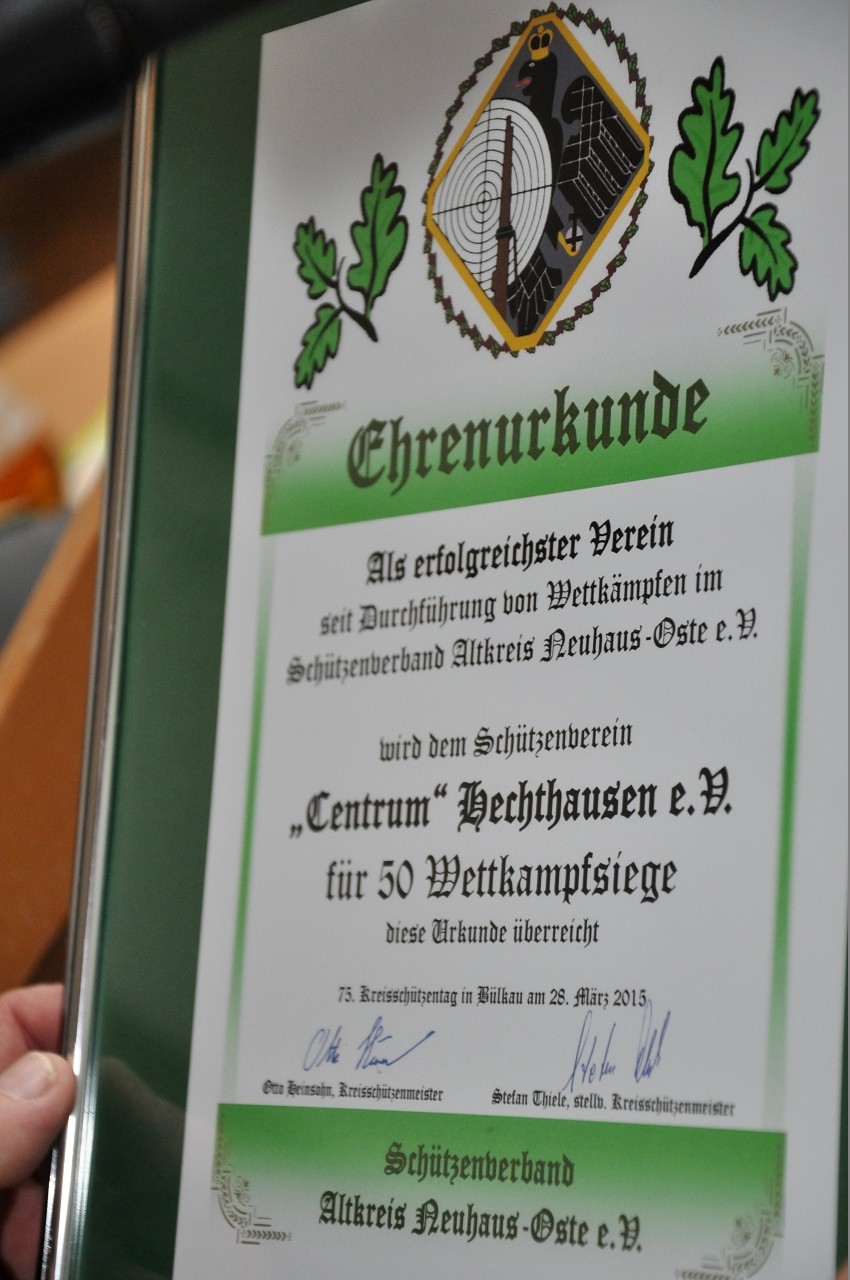 Ehrenurkunde
Als erfolgreichster Verein
seit Durchführung von Wettkämpfen im
Schützenverband Altkreis Neuhaus-Oste e.V.
wird dem Schützenverein
„Centrum“ Hechthausen e.V.
für 50 Wettkampfsiege
diese Urkunde überreicht
75. Kreisschützentag in Bülkau am 28. März 2015
Otto Heinsohn, Kreisschützenmeister
Stefan Thiele, stellv. Kreisschützenmeister
Schützenverband
Altkreis Neuhaus-Oste e.V.